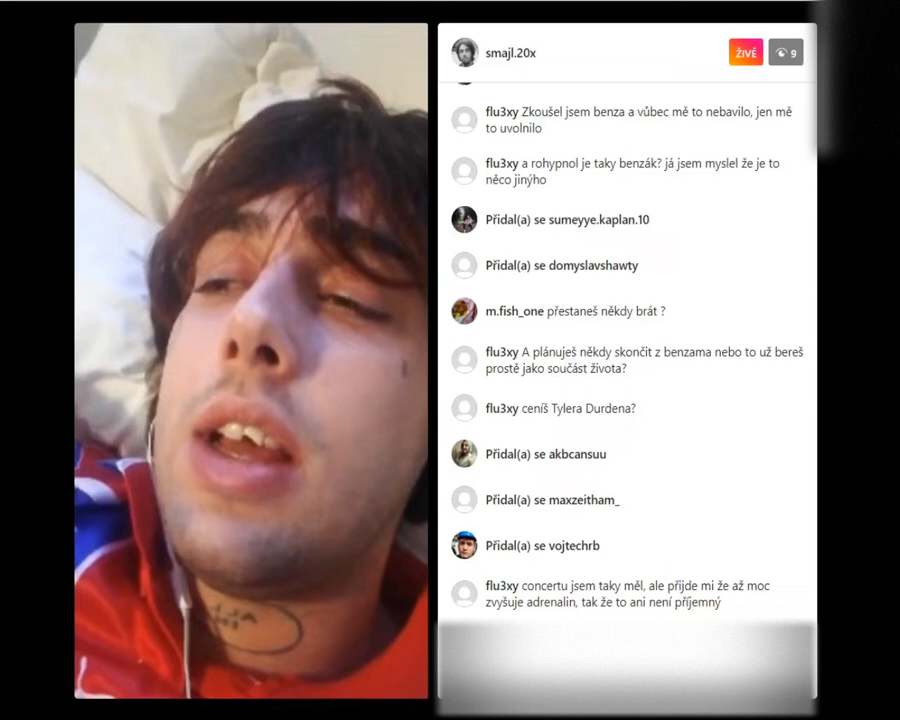 smajl.20x
ŽIVĚ
9
flu3xy Zkoušel jsem benza a vůbec mě to nebavilo, jen mě
to uvolnilo
flu3xy a rohypnol je taky benzák? já jsem myslel že je to
něco jinýho
Přidal(a) se sumeyye.kaplan.10
Přidal(a) se domyslavshawty
m.fish_one přestaneš někdy brát ?
flu3xy A plánuješ někdy skončit z benzama nebo to už bereš
prostě jako součást života?
flu3xy ceníš Tylera Durdena?
Přidal(a) se akbcansuu
Přidal(a) se maxzeitham_
Přidal(a) se vojtechrb
flu3xy concertu jsem taky měl, ale přijde mi že až moc
zvyšuje adrenalin, tak že to ani není příjemný